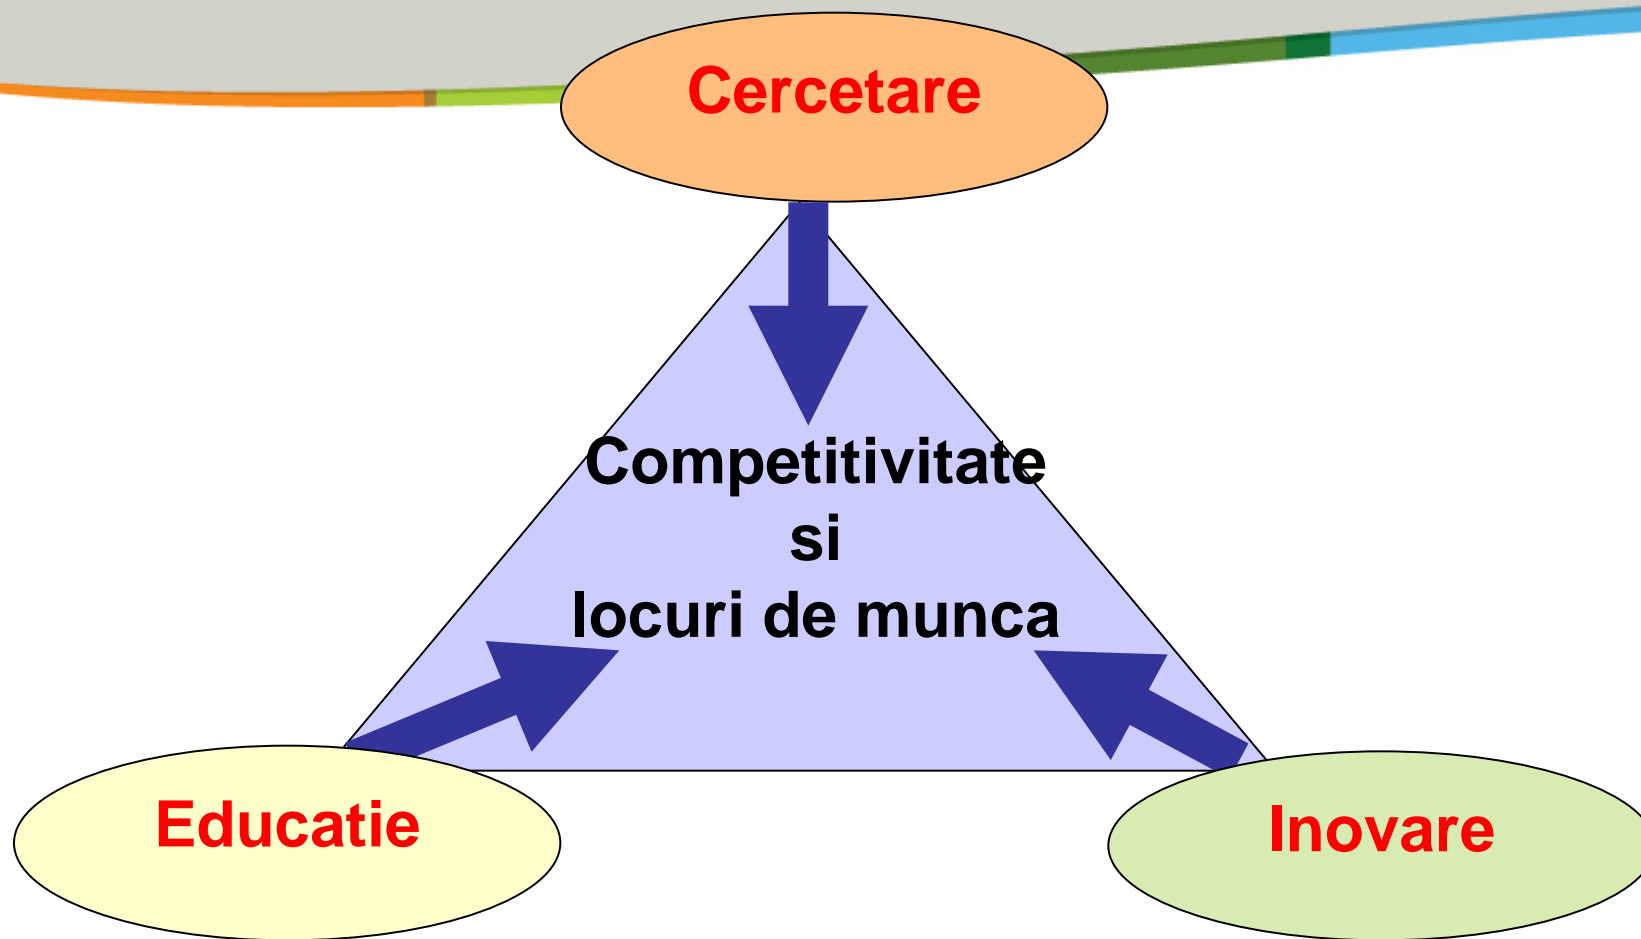 Cercetare
Competitivitate
si
locuri de munca
Educatie
Inovare